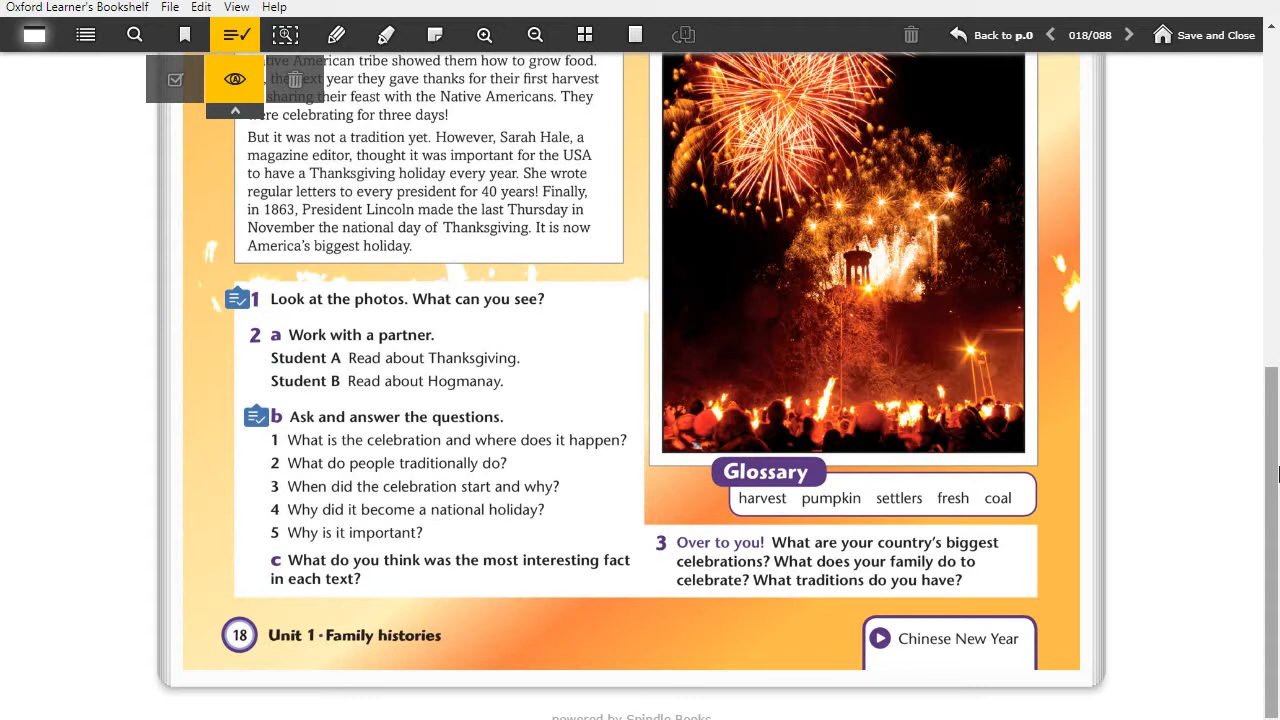 Oxford Learner's Bookshelf File Edit View Help
Back to p.0 018/088 Save and Close
American tribe showed them how to grow food.
year they gave thanks for their first harvest
sharing their feast with the Native Americans. They
were celebrating for three days!
But it was not a tradition yet. However, Sarah Hale, a
magazine editor, thought it was important for the USA
to have a Thanksgiving holiday every year. She wrote
regular letters to every president for 40 years! Finally,
in 1863, President Lincoln made the last Thursday in
November the national day of Thanksgiving. It is now
America's biggest holiday.
1 Look at the photos. What can you see?
2 a Work with a partner.
Student A Read about Thanksgiving.
Student B Read about Hogmanay.
b Ask and answer the questions.
1 What is the celebration and where does it happen?
2 What do people traditionally do?
3 When did the celebration start and why?
4 Why did it become a national holiday?
5 Why is it important?
c What do you think was the most interesting fact
in each text?
Glossary
harvest pumpkin settlers fresh coal
3 Over to you! What are your country's biggest
celebrations? What does your family do to
celebrate? What traditions do you have?
18 Unit 1 · Family histories
Chinese New Year
powered by Spindle Books